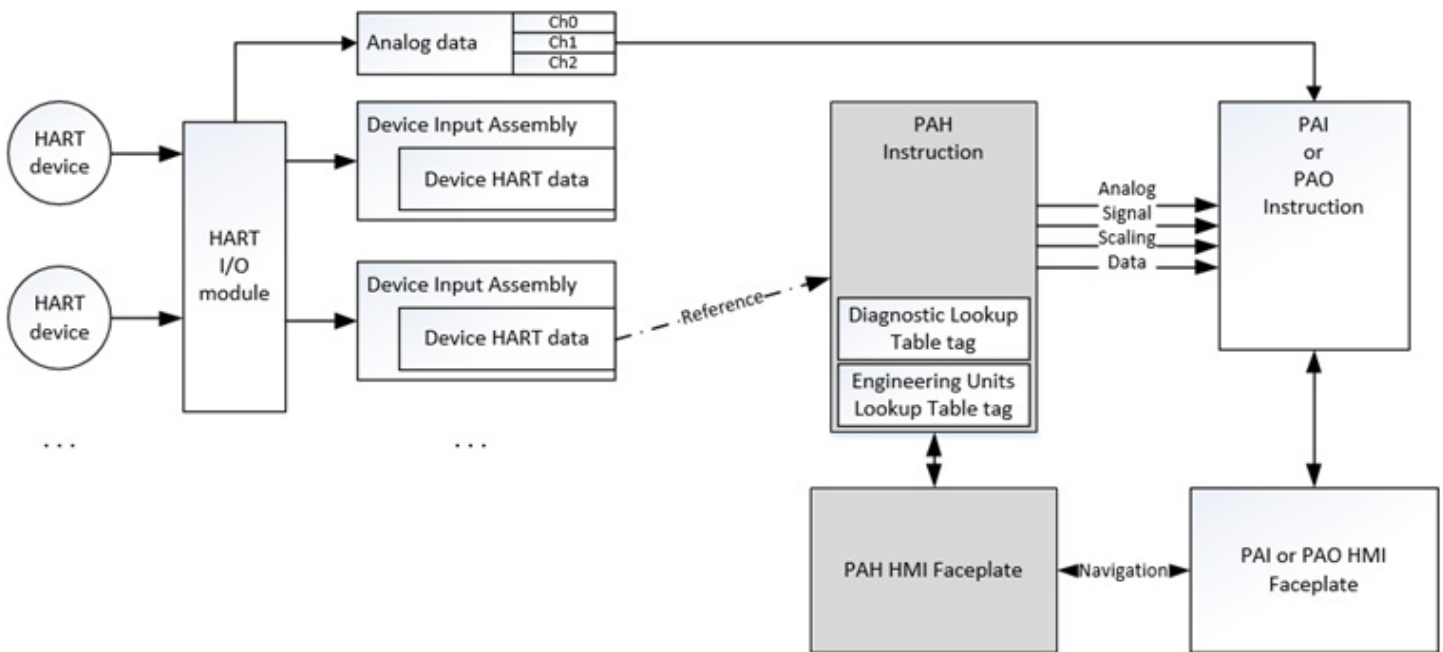 Analog data
Ch0
Ch1
Ch2
HART
device
HART
I/O
module
Device Input Assembly
Device HART data
HART
device
Device Input Assembly
Device HART data
. . .
. . .
Reference
PAH
Instruction
Diagnostic Lookup
Table tag
Engineering Units
Lookup Table tag
Analog
Signal
Scaling
Data
PAI
or
PAO
Instruction
PAH HMI Faceplate
Navigation
PAI or PAO HMI
Faceplate